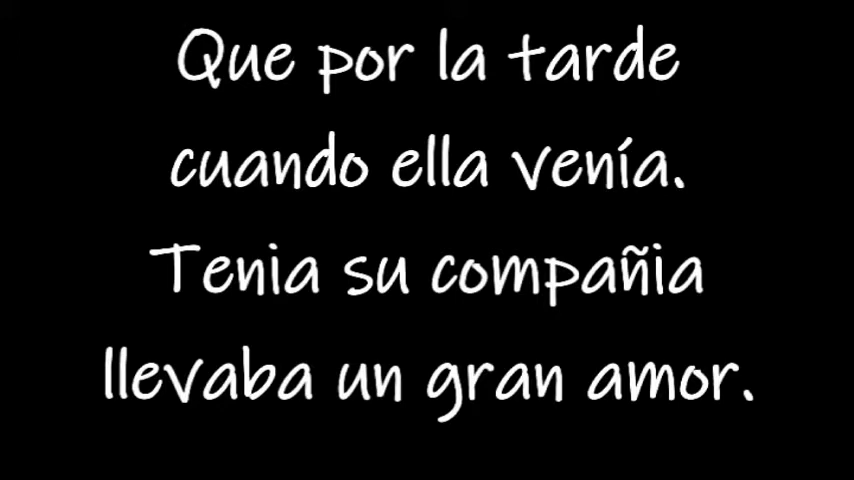 Que por la tarde
cuando ella venía.
Tenia su compañia
llevaba un gran amor.